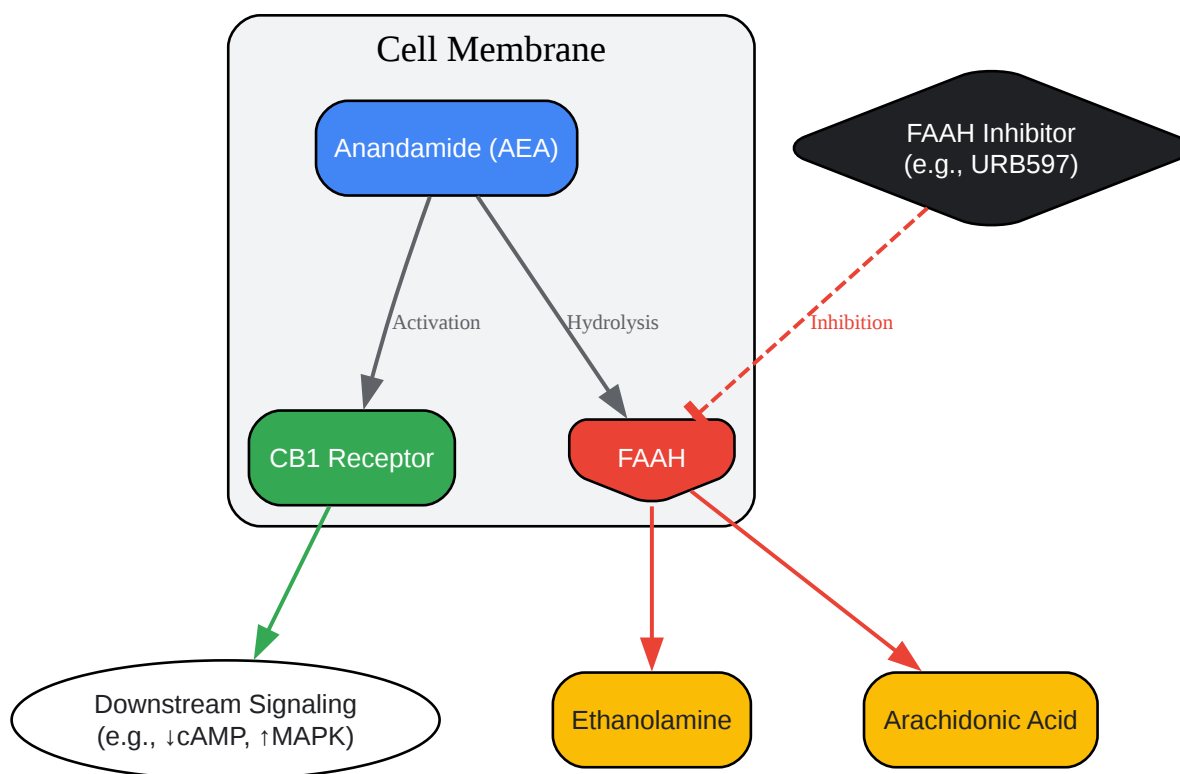 Cell Membrane
Anandamide (AEA)
FAAH Inhibitor
(e.g., URB597)
Activation
Hydrolysis
Inhibition
CB1 Receptor
FAAH
Downstream Signaling
(e.g., ↓cAMP, ↑MAPK)
Ethanolamine
Arachidonic Acid